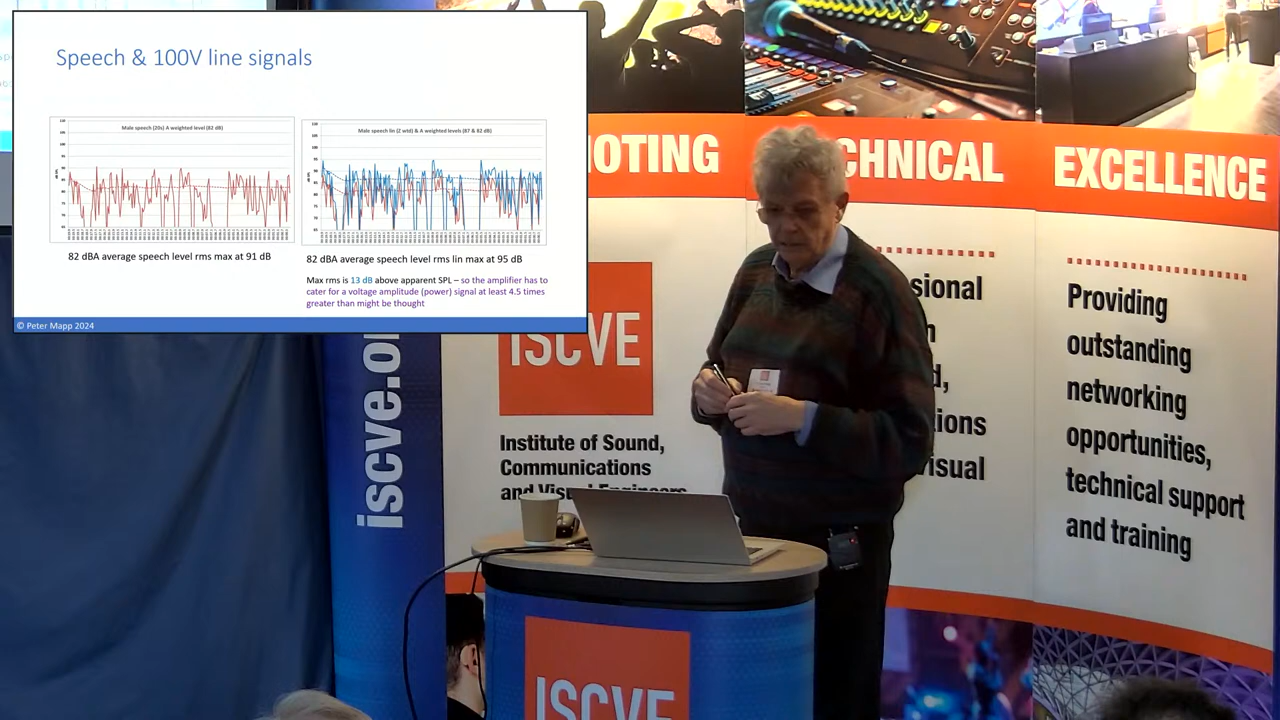 Speech & 100V line signals
Male speech (20s) A weighted level (82 dB)
Male speech lin (Z wtd) & A weighted levels (87 & 82 dB)
82 dBA average speech level rms max at 91 dB
82 dBA average speech level rms lin max at 95 dB
Max rms is 13 dB above apparent SPL – so the amplifier has to
cater for a voltage amplitude (power) signal at least 4.5 times
greater than might be thought
© Peter Mapp 2024
OTING
CHNICAL
EXCELLENCE
iscve.o
ISCVE
Institute of Sound,
Communications
and Visual Engineers
sional
n
d,
ions
isual
Providing
outstanding
networking
opportunities,
technical support
and training
ISCVE